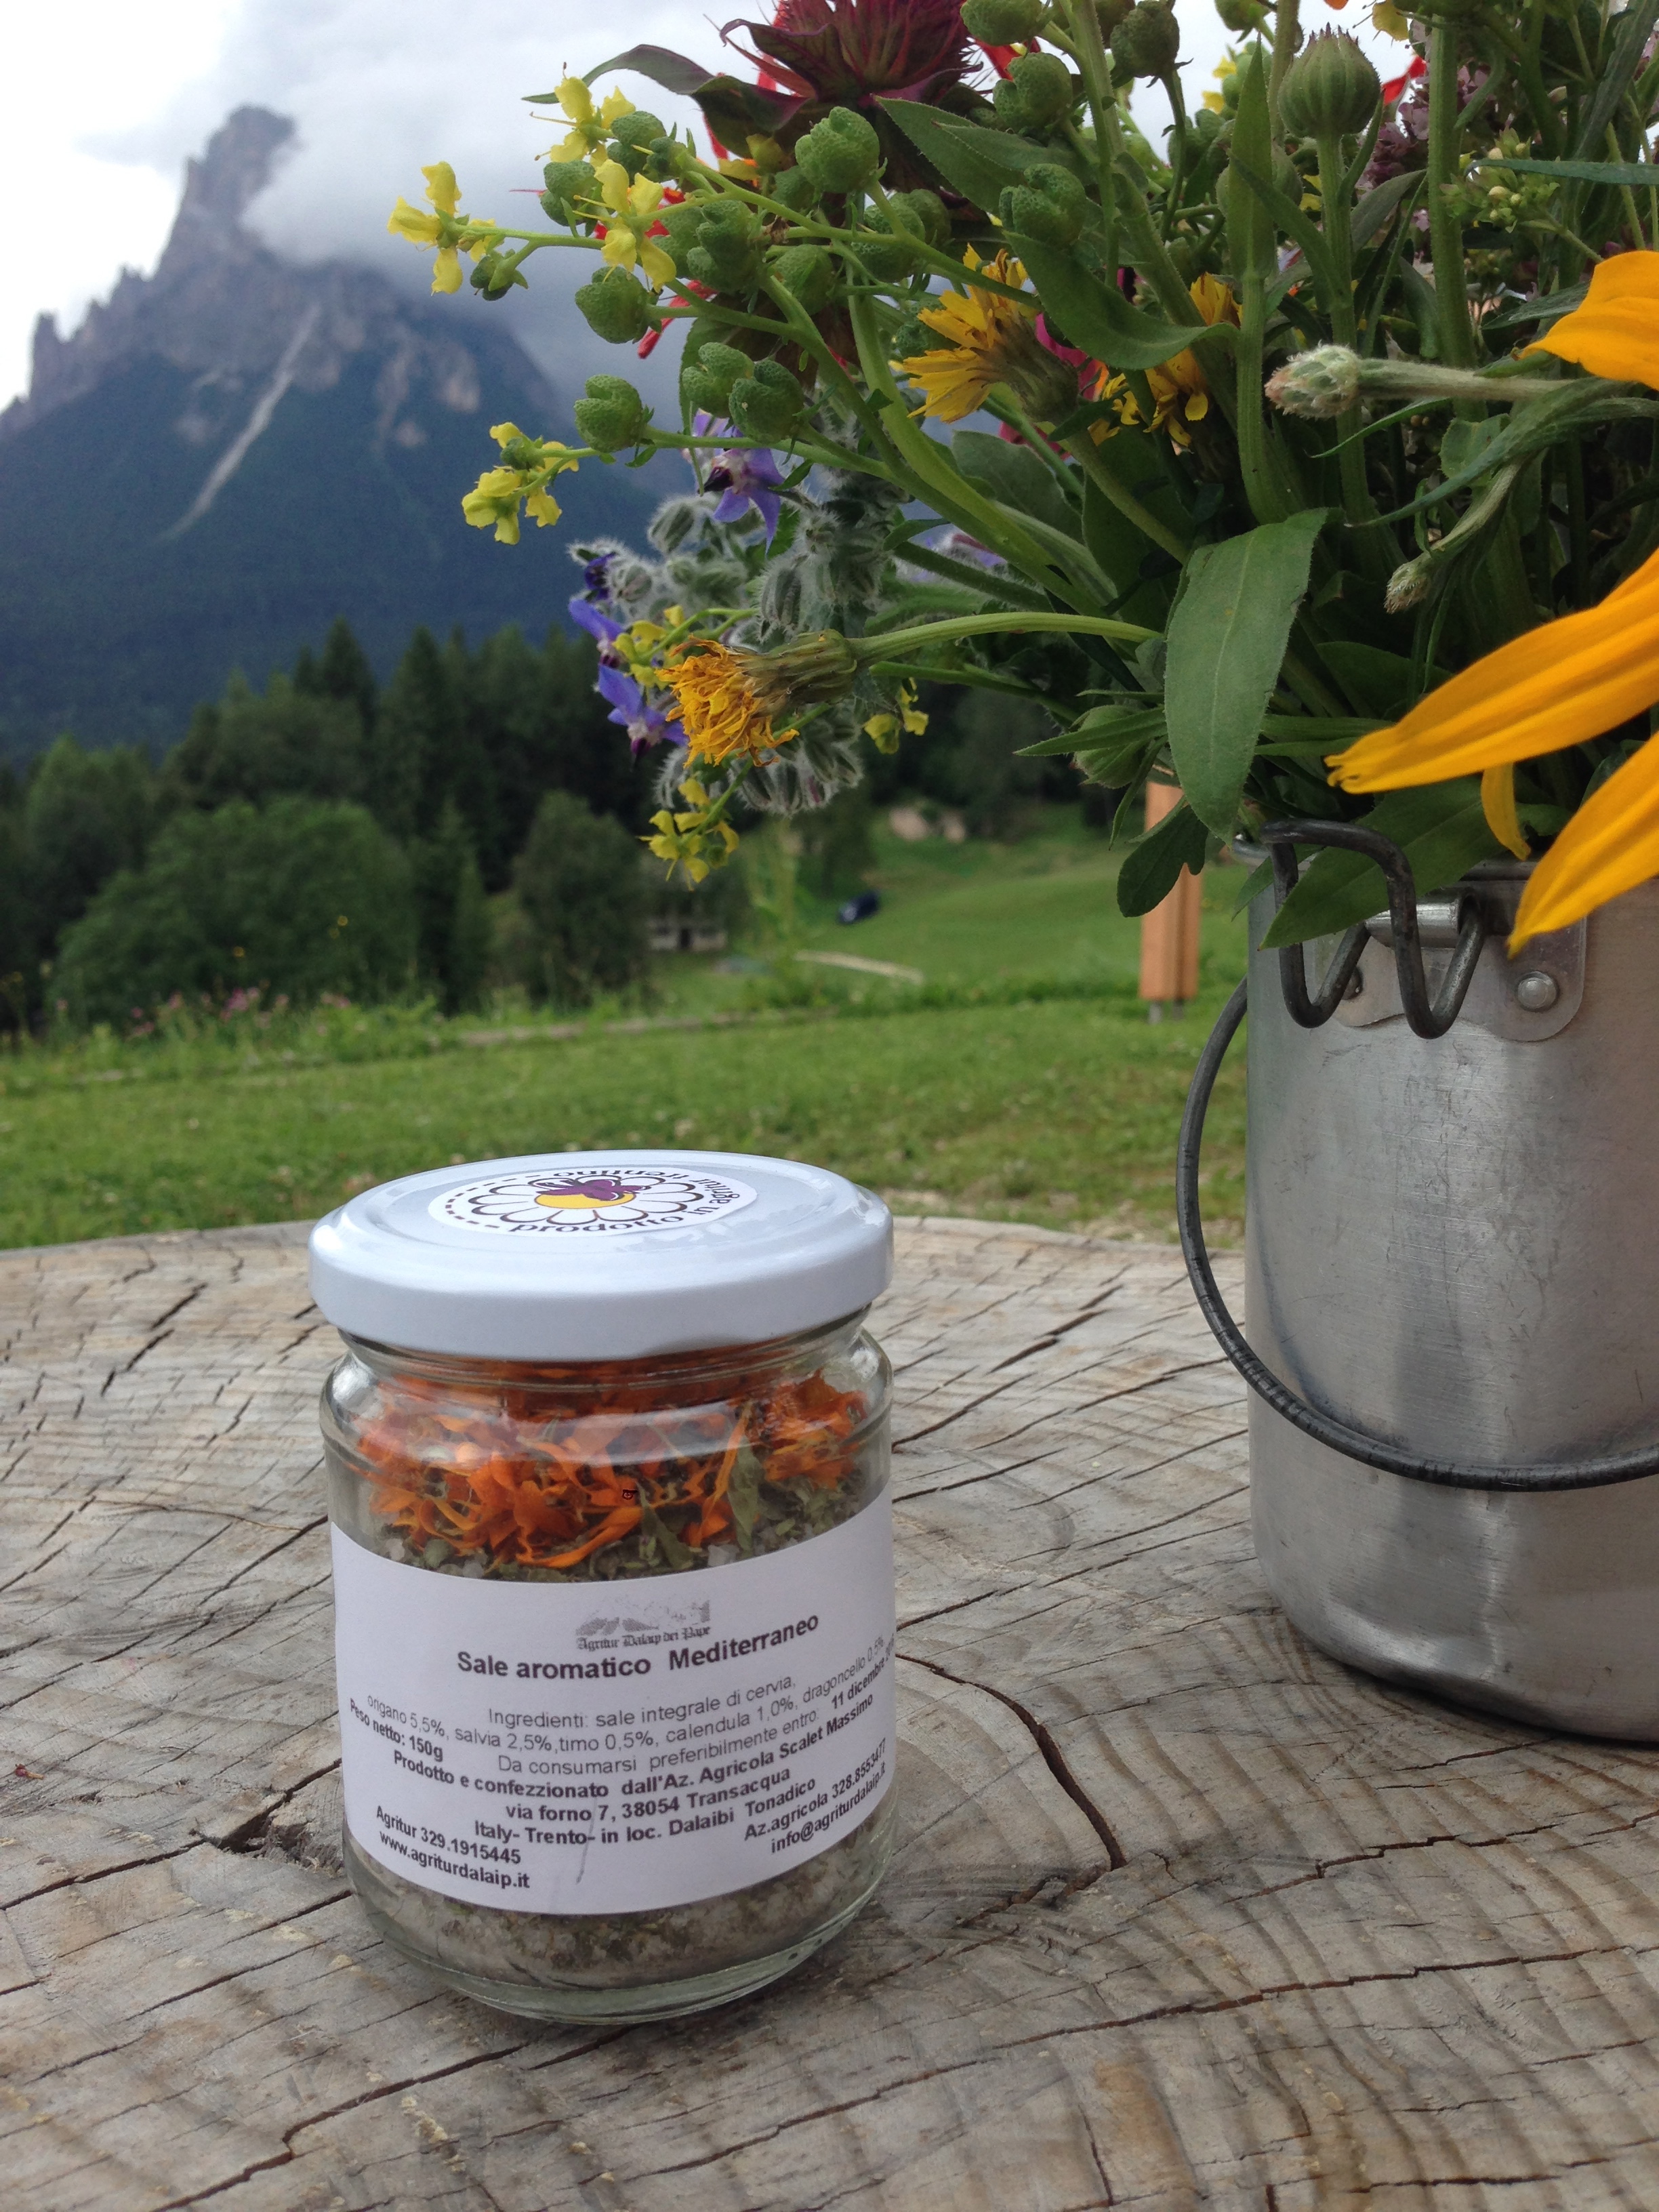 prodotto in agritur trentino
Agritur Dalaip dei Pape
Sale aromatico Mediterraneo
Ingredienti: sale integrale di cervia,
origano 5,5%, salvia 2,5%,timo 0,5%, calendula 1,0%, dragoncello 0,5%
Peso netto: 150g Da consumarsi preferibilmente entro: 11 dicembre
Prodotto e confezzionato dall'Az. Agricola Scalet Massimo
via forno 7, 38054 Transacqua
Italy- Trento- in loc. Dalaibi Tonadico
Agritur 329.1915445 Az.agricola 328.8553477
www.agriturdalaip.it info@agriturdalaip.it